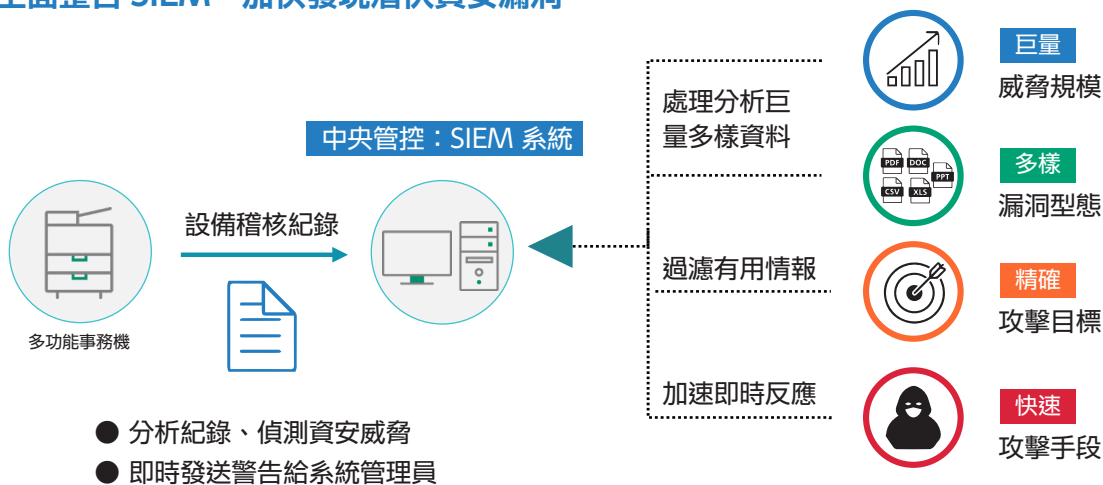 SIEM
中央管控：SIEM 系統
設備稽核紀錄
多功能事務機
● 分析紀錄、偵測資安威脅
● 即時發送警告給系統管理員
處理分析巨
量多樣資料
過濾有用情報
加速即時反應
巨量
威脅規模
PDF
DOC
PPT
CSV
XLS
多樣
漏洞型態
精確
攻擊目標
快速
攻擊手段